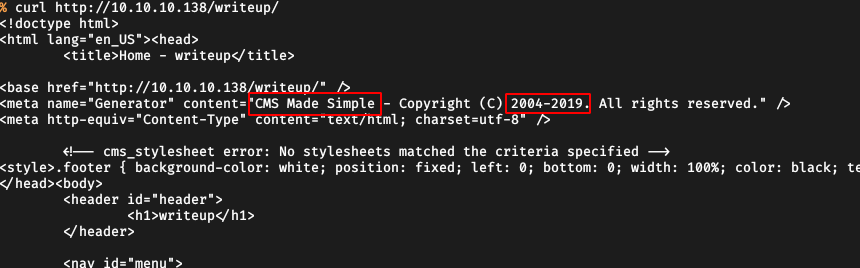 % curl http://10.10.10.138/writeup/
<!doctype html>
<html lang="en_US"><head>
<title>Home - writeup</title>
<base href="http://10.10.10.138/writeup/" />
<meta name="Generator" content="CMS Made Simple - Copyright (C) 2004-2019. All rights reserved." />
<meta http-equiv="Content-Type" content="text/html; charset=utf-8" />
<!-- cms_stylesheet error: No stylesheets matched the criteria specified -->
<style>.footer { background-color: white; position: fixed; left: 0; bottom: 0; width: 100%; color: black; te
</head><body>
<header id="header">
<h1>writeup</h1>
</header>
<nav id="menu">